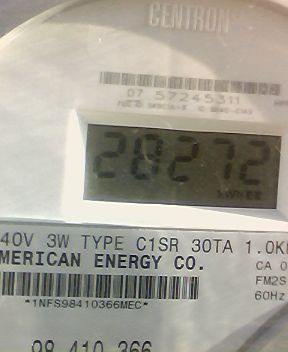 CENTRON
07 57245311
28272
40V 3W TYPE C1SR 30TA 1.0K
MERICAN ENERGY CO.
CA 0
*1NFS98410366MEC*
FM2S
60Hz
98 410 366